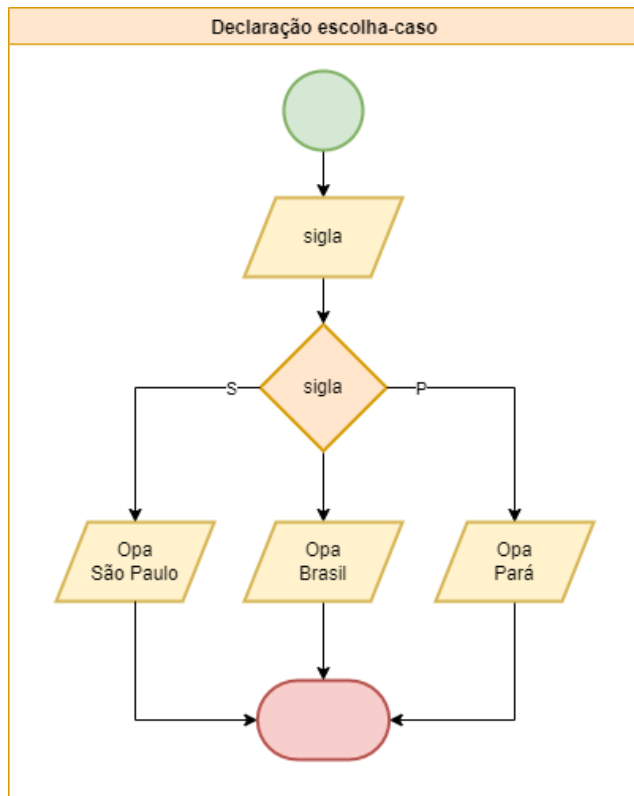 Declaração escolha-caso
sigla
sigla
S
P
Opa
São Paulo
Opa
Brasil
Opa
Pará